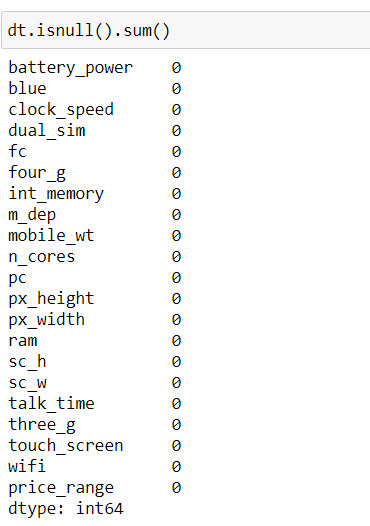 dt.isnull().sum()
battery_power 0
blue 0
clock_speed 0
dual_sim 0
fc 0
four_g 0
int_memory 0
m_dep 0
mobile_wt 0
n_cores 0
pc 0
px_height 0
px_width 0
ram 0
sc_h 0
sc_w 0
talk_time 0
three_g 0
touch_screen 0
wifi 0
price_range 0
dtype: int64